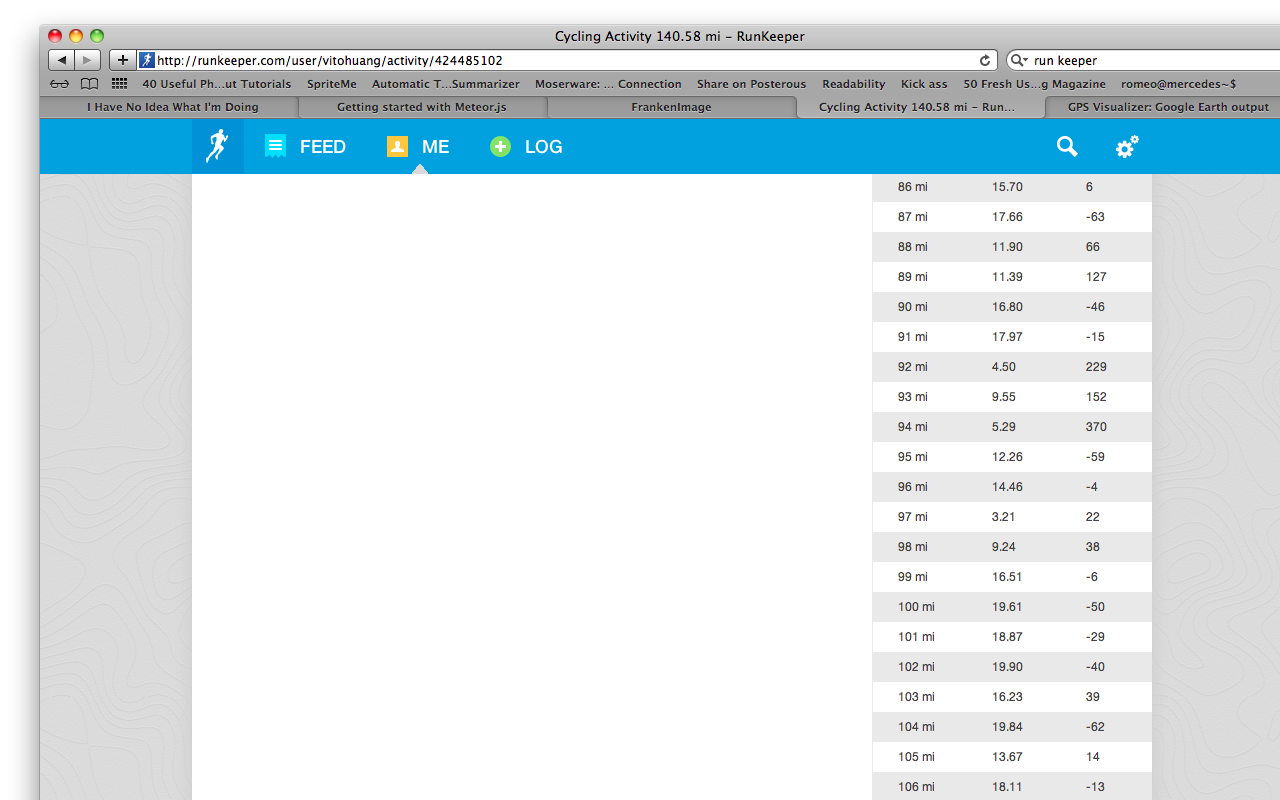 Cycling Activity 140.58 mi – RunKeeper
http://runkeeper.com/user/vitohuang/activity/424485102
run keeper
40 Useful Ph...ut Tutorials SpriteMe Automatic T...Summarizer Moserware: ... Connection Share on Posterous Readability Kick ass 50 Fresh Us...g Magazine romeo@mercedes~$
I Have No Idea What I'm Doing Getting started with Meteor.js FrankenImage Cycling Activity 140.58 mi – Run... GPS Visualizer: Google Earth output
FEED ME LOG
86 mi 15.70 6
87 mi 17.66 -63
88 mi 11.90 66
89 mi 11.39 127
90 mi 16.80 -46
91 mi 17.97 -15
92 mi 4.50 229
93 mi 9.55 152
94 mi 5.29 370
95 mi 12.26 -59
96 mi 14.46 -4
97 mi 3.21 22
98 mi 9.24 38
99 mi 16.51 -6
100 mi 19.61 -50
101 mi 18.87 -29
102 mi 19.90 -40
103 mi 16.23 39
104 mi 19.84 -62
105 mi 13.67 14
106 mi 18.11 -13